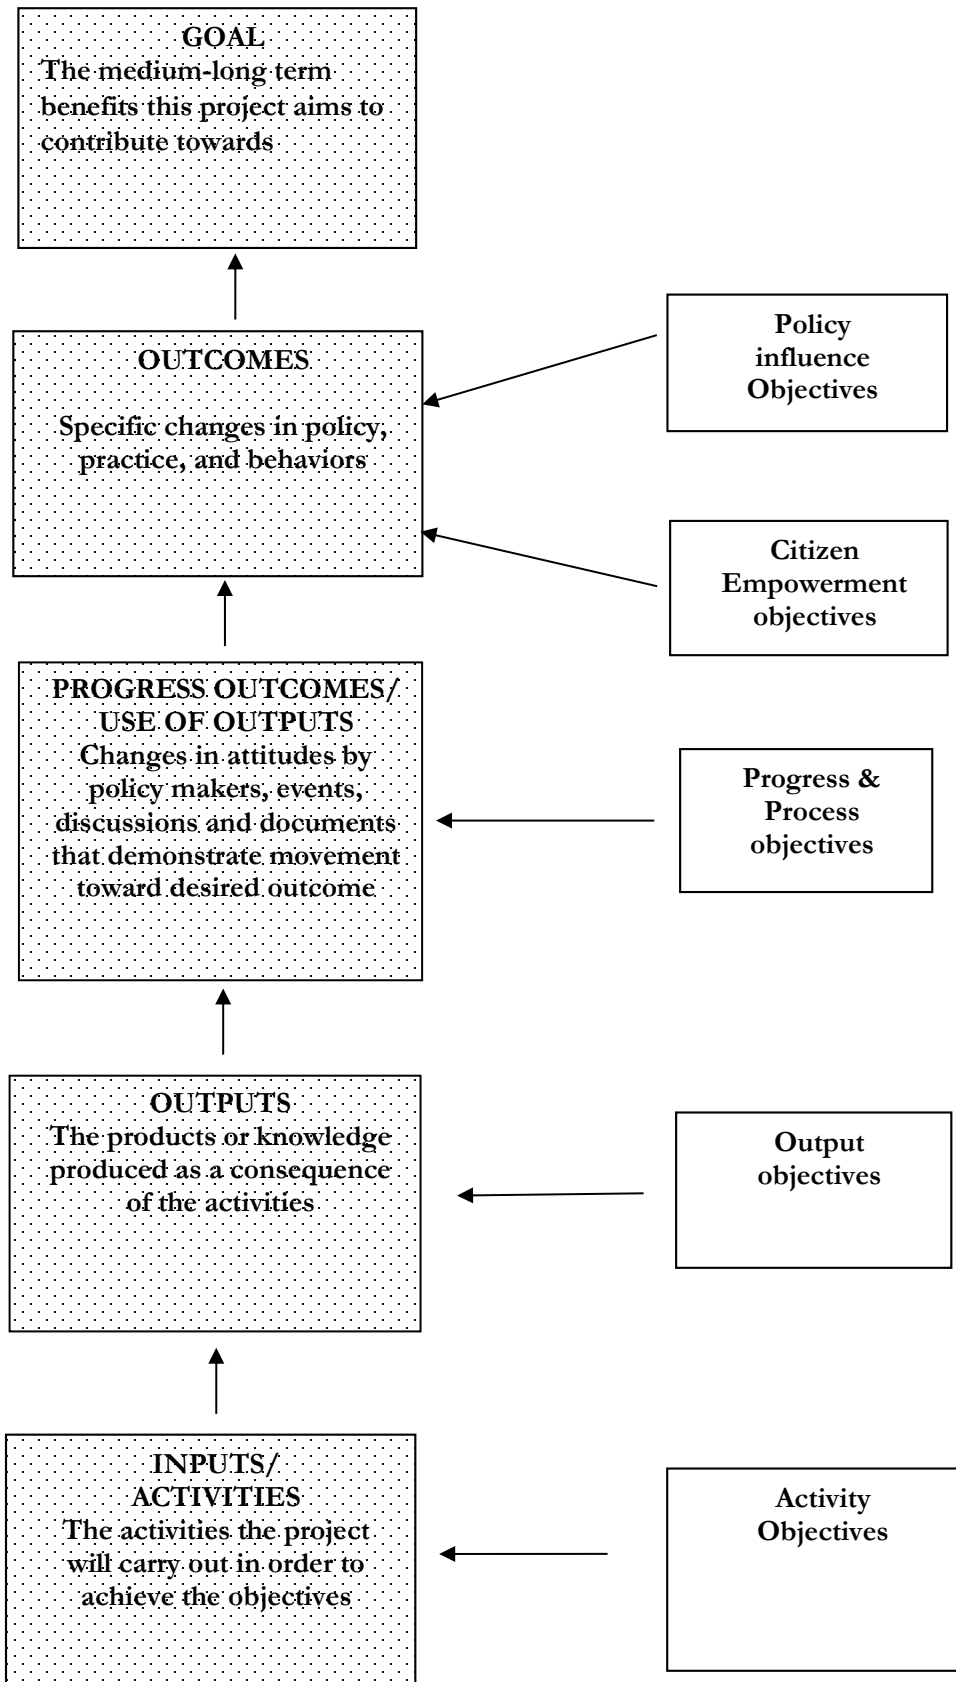 GOAL
The medium-long term
benefits this project aims to
contribute towards
OUTCOMES
Specific changes in policy,
practice, and behaviors
Policy
influence
Objectives
Citizen
Empowerment
objectives
PROGRESS OUTCOMES/
USE OF OUTPUTS
Changes in attitudes by
policy makers, events,
discussions and documents
that demonstrate movement
toward desired outcome
Progress &
Process
objectives
OUTPUTS
The products or knowledge
produced as a consequence
of the activities
Output
objectives
INPUTS/
ACTIVITIES
The activities the project
will carry out in order to
achieve the objectives
Activity
Objectives